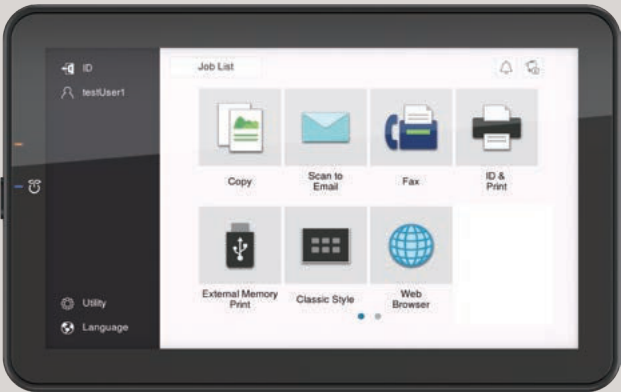 ID
testUser1
Job List
Copy
Scan to
Email
Fax
ID &
Print
External Memory
Print
Classic Style
Web
Browser
Utility
Language